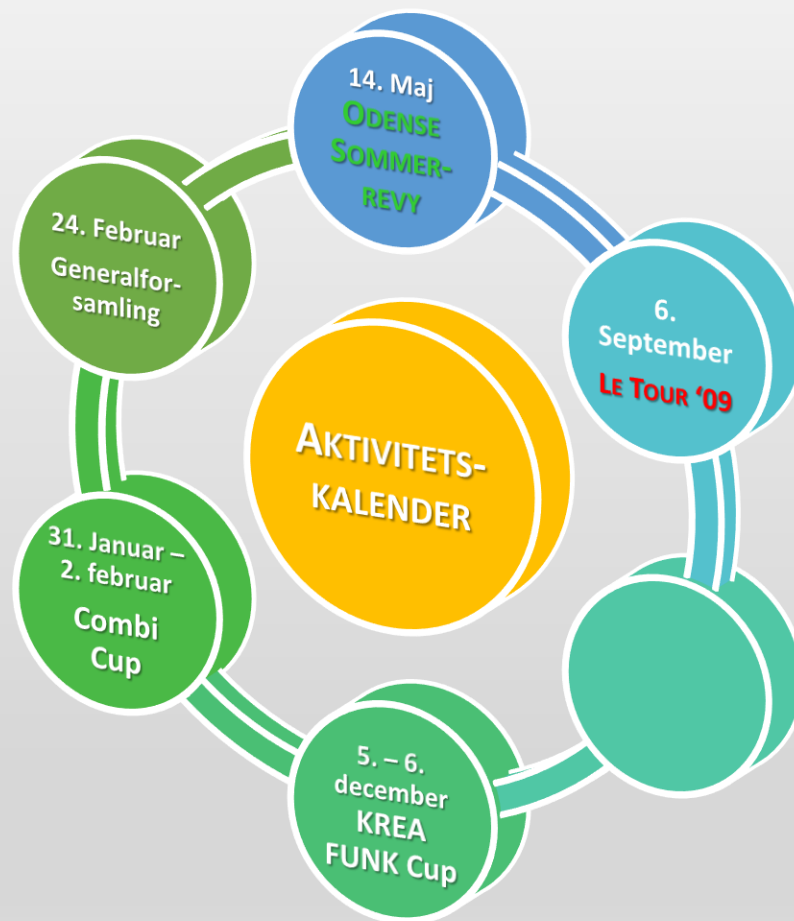 14. Maj
ODENSE
SOMMER-
REVY
24. Februar
Generalfor-
samling
6.
September
LE TOUR ‘09
AKTIVITETS-
KALENDER
31. Januar –
2. februar
Combi
Cup
5. – 6.
december
KREA
FUNK Cup